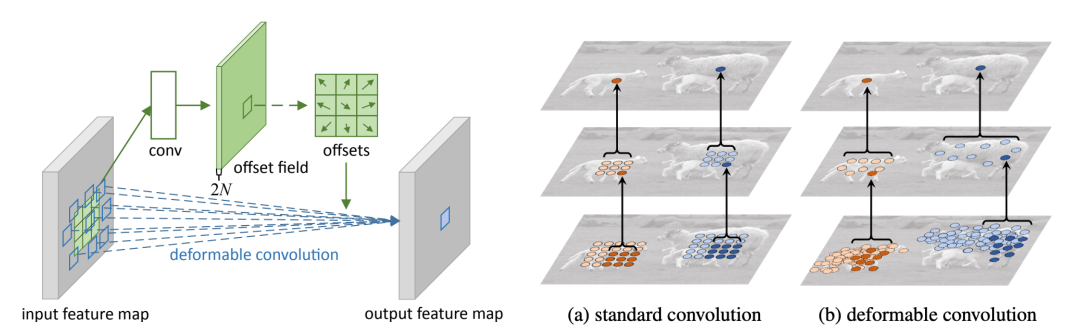 conv
offset field
offsets
2N
deformable convolution
input feature map
output feature map
(a) standard convolution
(b) deformable convolution